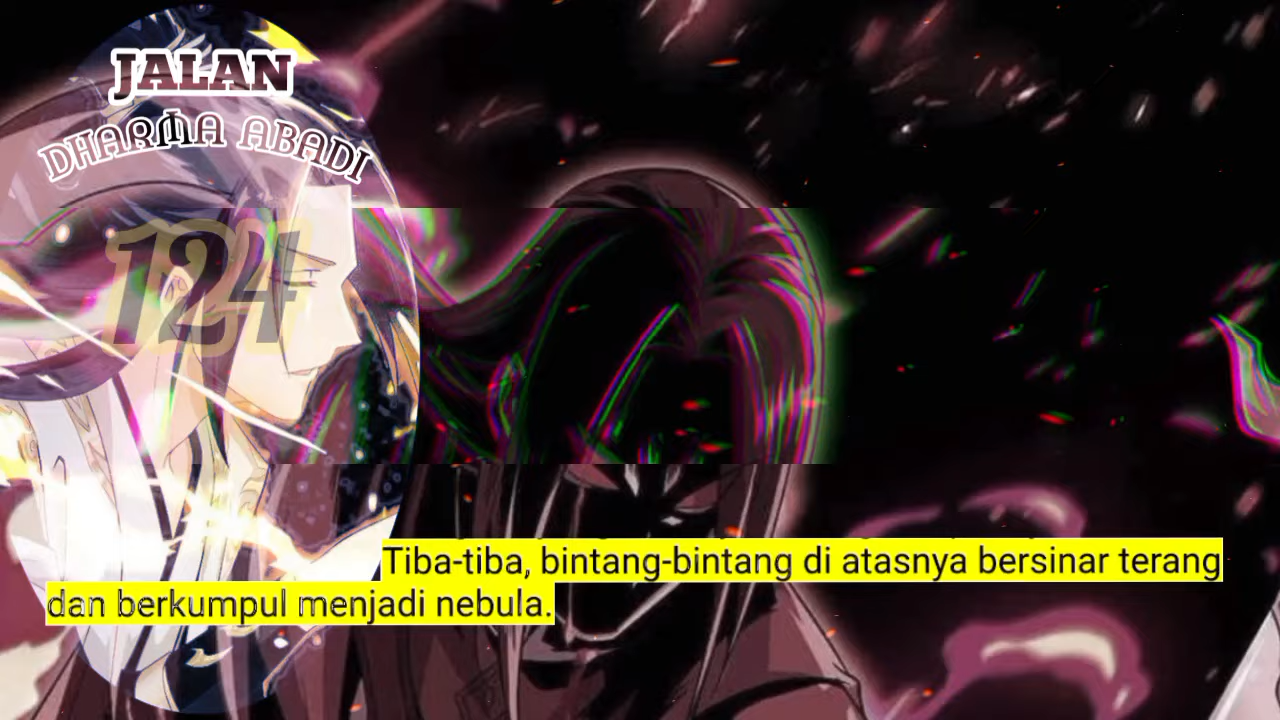 JALAN
DHARMA ABADI
124
Tiba-tiba, bintang-bintang di atasnya bersinar terang
dan berkumpul menjadi nebula.